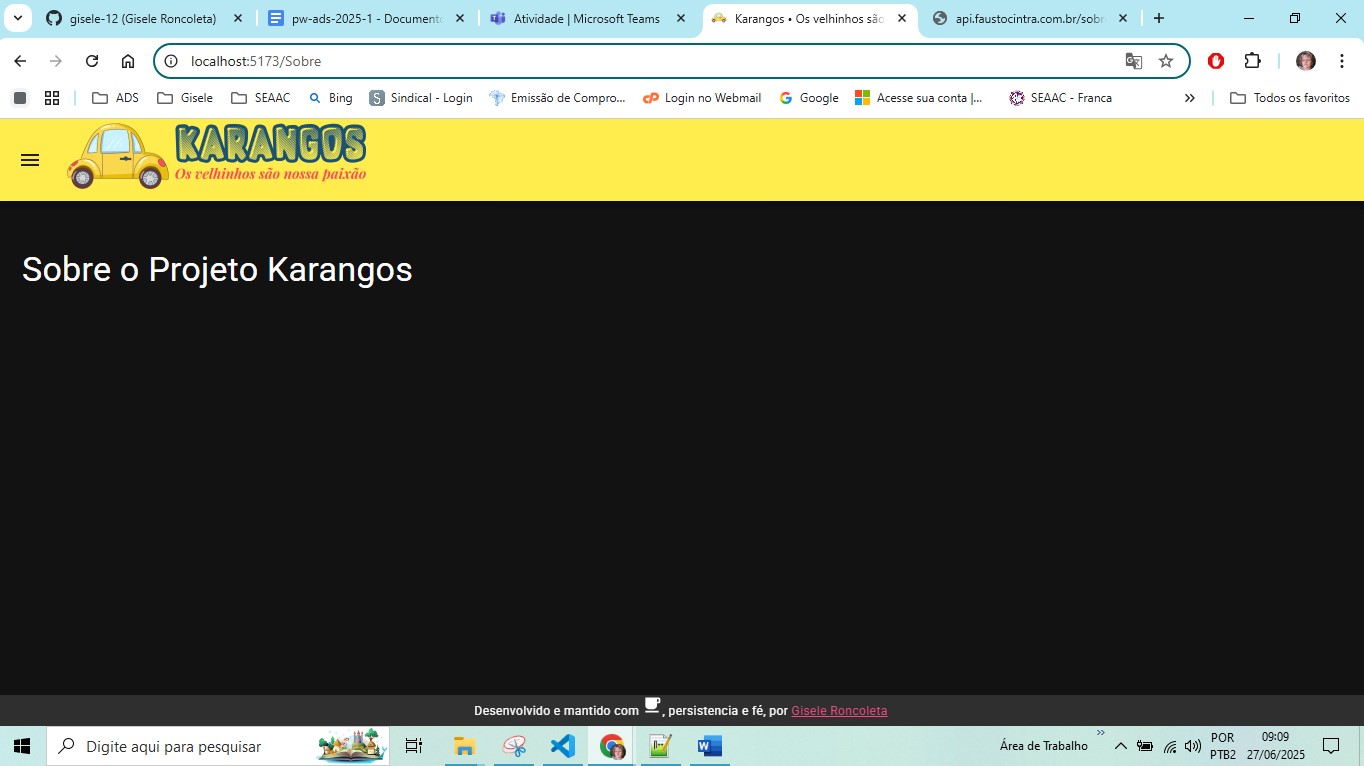 gisele-12 (Gisele Roncoleta)
pw-ads-2025-1 - Document
Atividade | Microsoft Teams
Karangos • Os velhinhos são
api.faustocintra.com.br/sobr
localhost:5173/Sobre
ADS
Gisele
SEAAC
Bing
Sindical - Login
Emissão de Compro...
Login no Webmail
Google
Acesse sua conta |...
SEAAC - Franca
Todos os favoritos
KARANGOS
Os velhinhos são nossa paixão
Sobre o Projeto Karangos
Desenvolvido e mantido com , persistencia e fé, por Gisele Roncoleta
Digite aqui para pesquisar
Área de Trabalho
POR
PTB2
09:09
27/06/2025